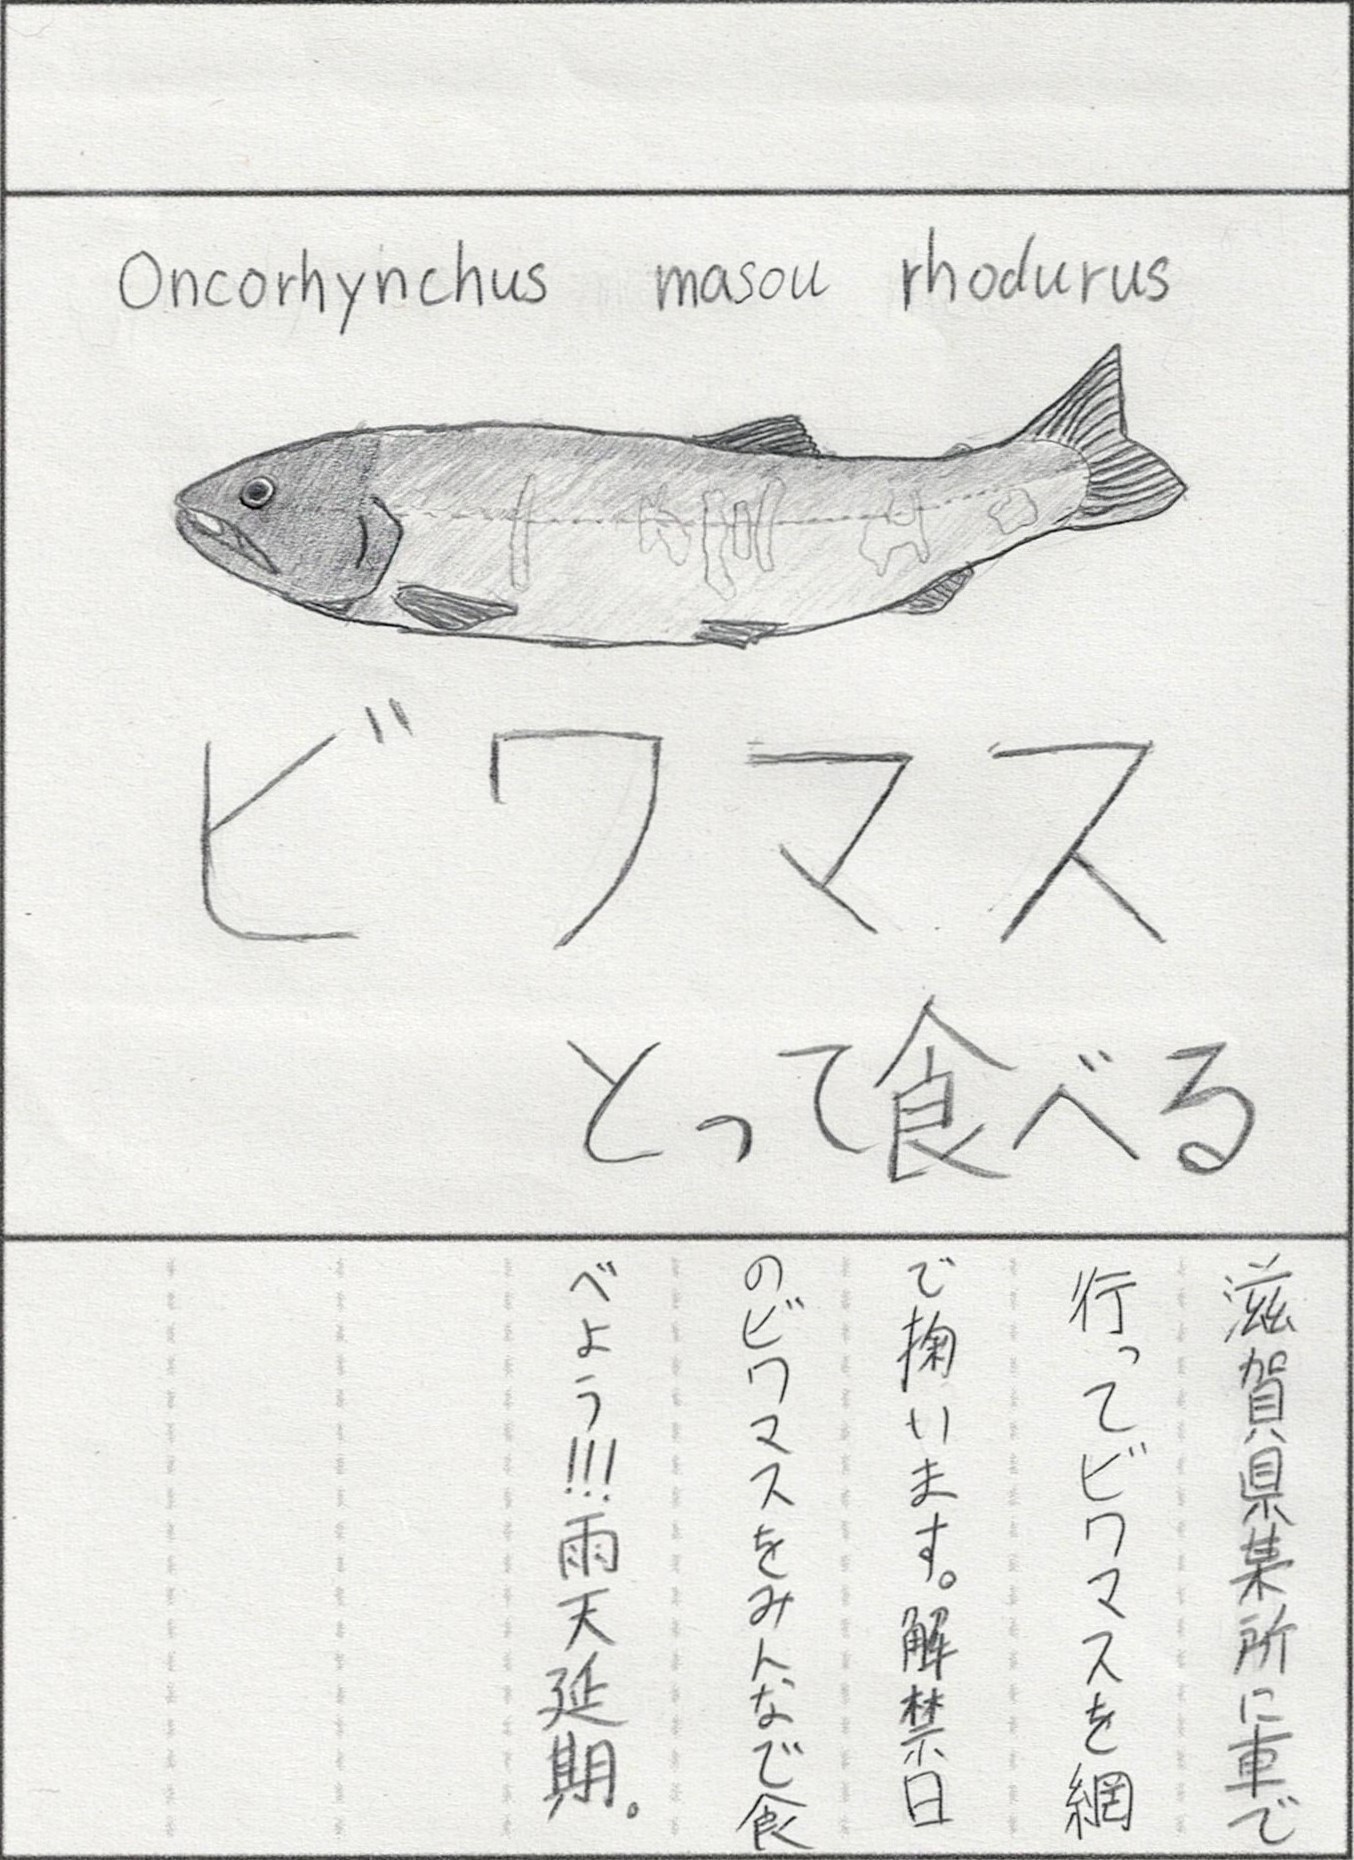 Oncorhynchus masou rhodurus
ビワマス
とって食べる
滋賀県某所に車で
行ってビワマスを網
で掬います。解禁日
のビワマスをみんなで食
べよう!!!雨天延期。